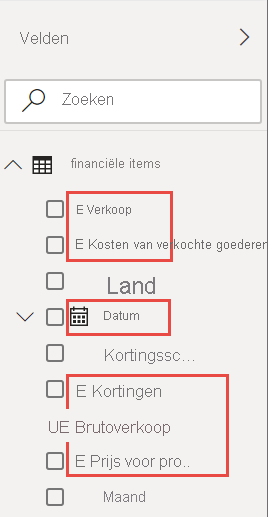 Velden
Zoeken
financiële items
E Verkoop
E Kosten van verkochte goederen
Land
Datum
Kortingssc...
E Kortingen
UE Brutoverkoop
E Prijs voor pro..
Maand